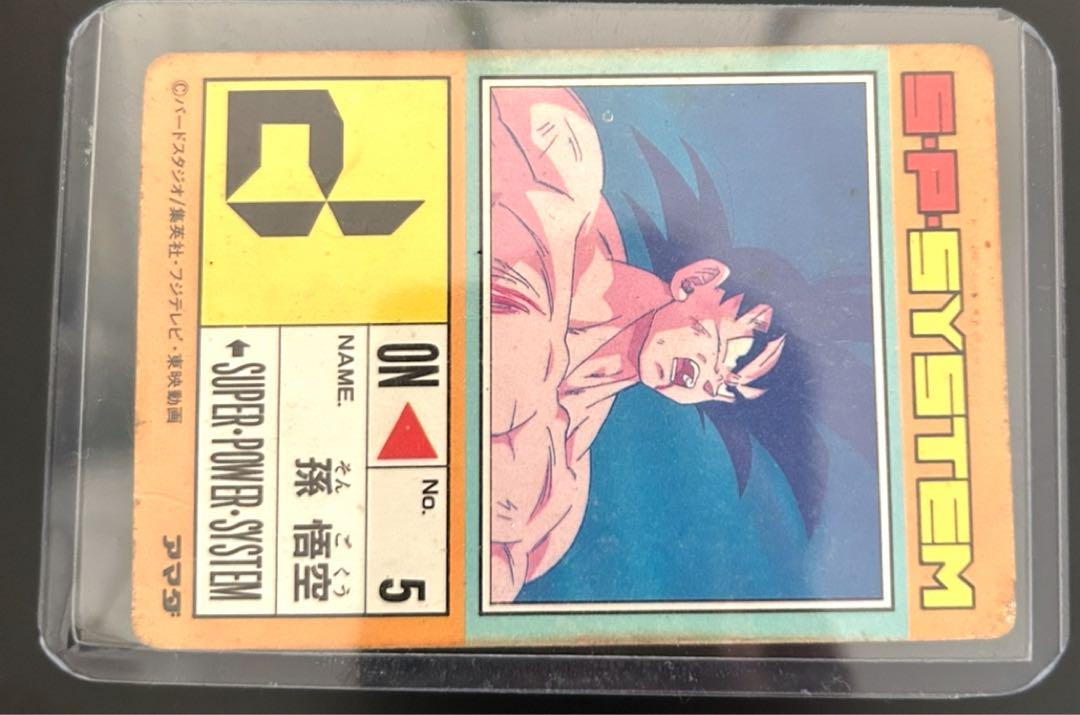 S·P·SYSTEM
ON
No.
5
NAME.
そん ご くう
孫 悟空
←SUPER·POWER·SYSTEM
©バードスタジオ/集英社・フジテレビ・東映動画
アマダ